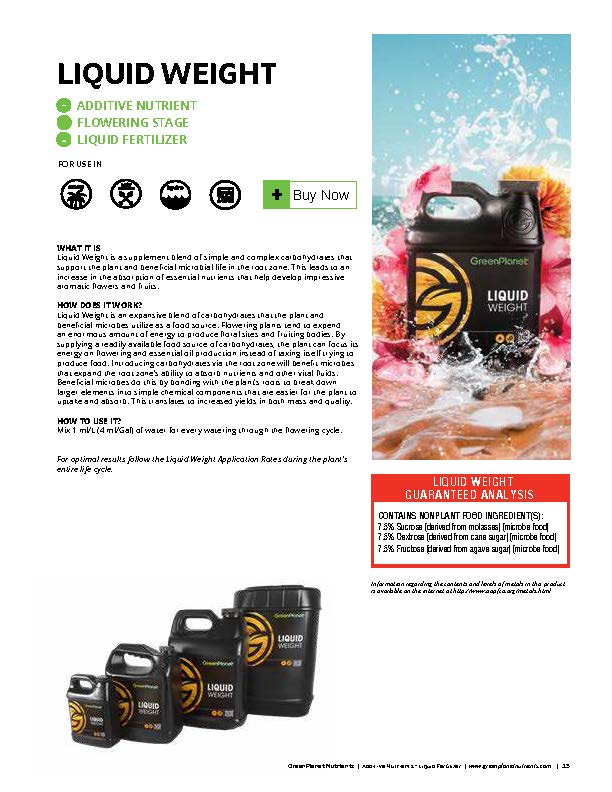 LIQUID WEIGHT
ADDITIVE NUTRIENT
FLOWERING STAGE
LIQUID FERTILIZER
FOR USE IN
hydro
+ Buy Now
WHAT IT IS
Liquid Weight is a supplement blend of simple and complex carbohydrates that
support the plant and beneficial microbial life in the root zone. This leads to an
increase in the absorption of essential nutrients that help develop impressive
aromatic flowers and fruits.
HOW DOES IT WORK?
Liquid Weight is an expansive blend of carbohydrates that the plant and
beneficial microbes utilize as a food source. Flowering plants tend to expend
an enormous amount of energy to produce floral sites and fruiting bodies. By
supplying a readily available food source of carbohydrates, the plant can focus its
energy on flowering and essential oil production instead of taxing itself trying to
produce food. Introducing carbohydrates via the root zone will benefit microbes
that expand the root zone's ability to absorb nutrients and other vital fluids.
Beneficial microbes do this by bonding with the plant's roots to break down
larger elements into simple chemical components that are easier for the plant to
uptake and absorb. This translates to increased yields in both mass and quality.
HOW TO USE IT?
Mix 1 ml/L (4 ml/Gal) of water for every watering through the flowering cycle.
For optimal results follow the Liquid Weight Application Rates during the plant's
entire life cycle.
GreenPlanet
LIQUID
WEIGHT
LIQUID WEIGHT
GUARANTEED ANALYSIS
CONTAINS NONPLANT FOOD INGREDIENT(S):
7.5% Sucrose (derived from molasses) (microbe food)
7.5% Dextrose (derived from cane sugar) (microbe food)
7.5% Fructose (derived from agave sugar) (microbe food)
Information regarding the contents and levels of metals in this product
is available on the internet at http://www.aapfco.org/metals.html
GreenPlanet
LIQUID
WEIGHT
GreenPlanet
LIQUID
WEIGHT
GreenPlanet
LIQUID
WEIGHT
LIQUID
WEIGHT
GreenPlanet Nutrients | Additive Nutrients - Liquid Fertilizer | www.greenplanetnutrients.com | 23